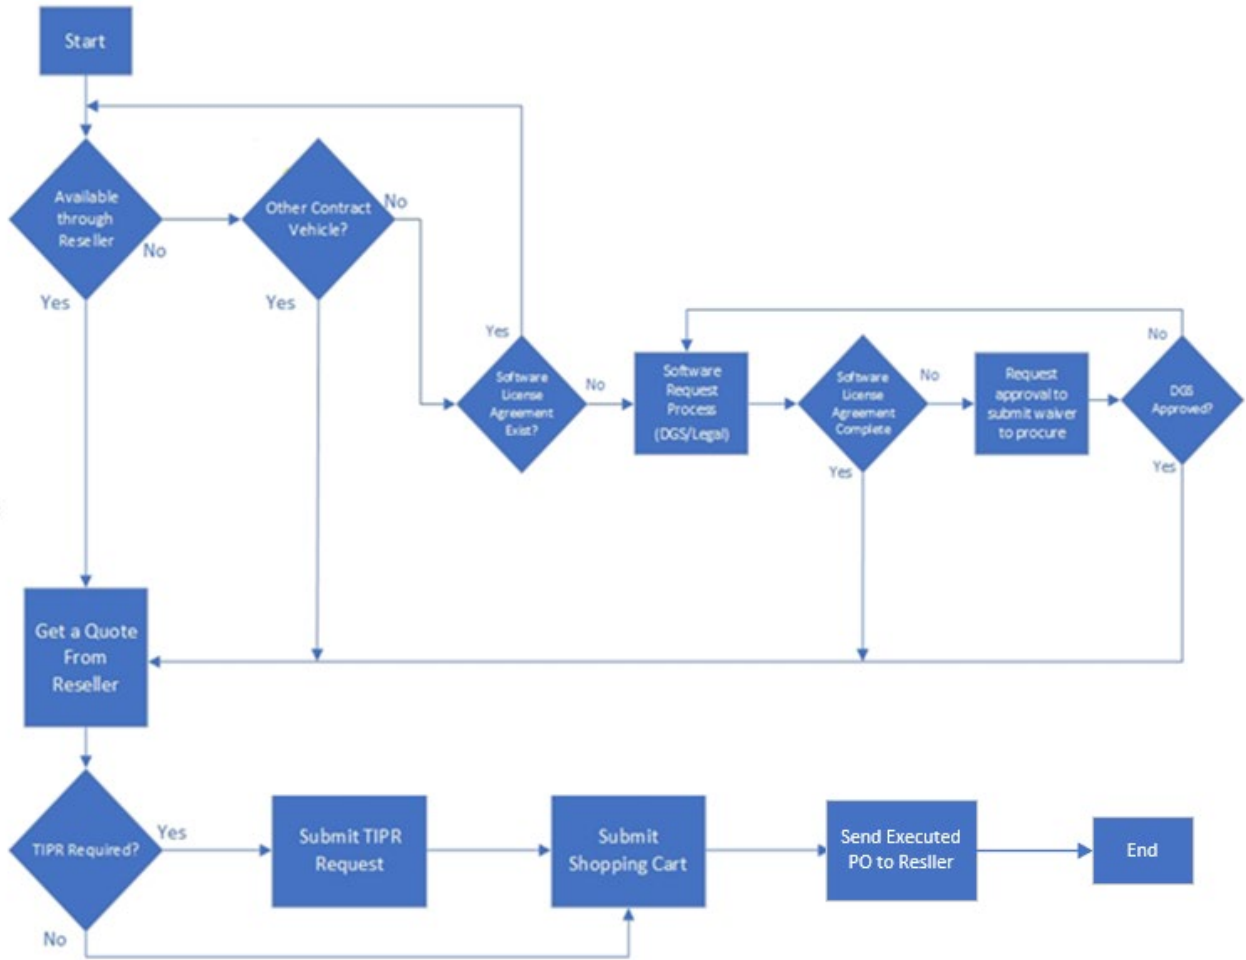 Start
Available
through
Reseller
No
Yes
Other Contract
Vehicle?
No
Yes
Yes
Software
License
Agreement
Exist?
No
Software
Request
Process
(DGS/Legal)
Software
License
Agreement
Complete
No
Yes
Request
approval to
submit waiver
to procure
No
DGS
Approved?
Yes
Get a Quote
From
Reseller
TIPR Required?
Yes
No
Submit TIPR
Request
Submit
Shopping Cart
Send Executed
PO to Resller
End